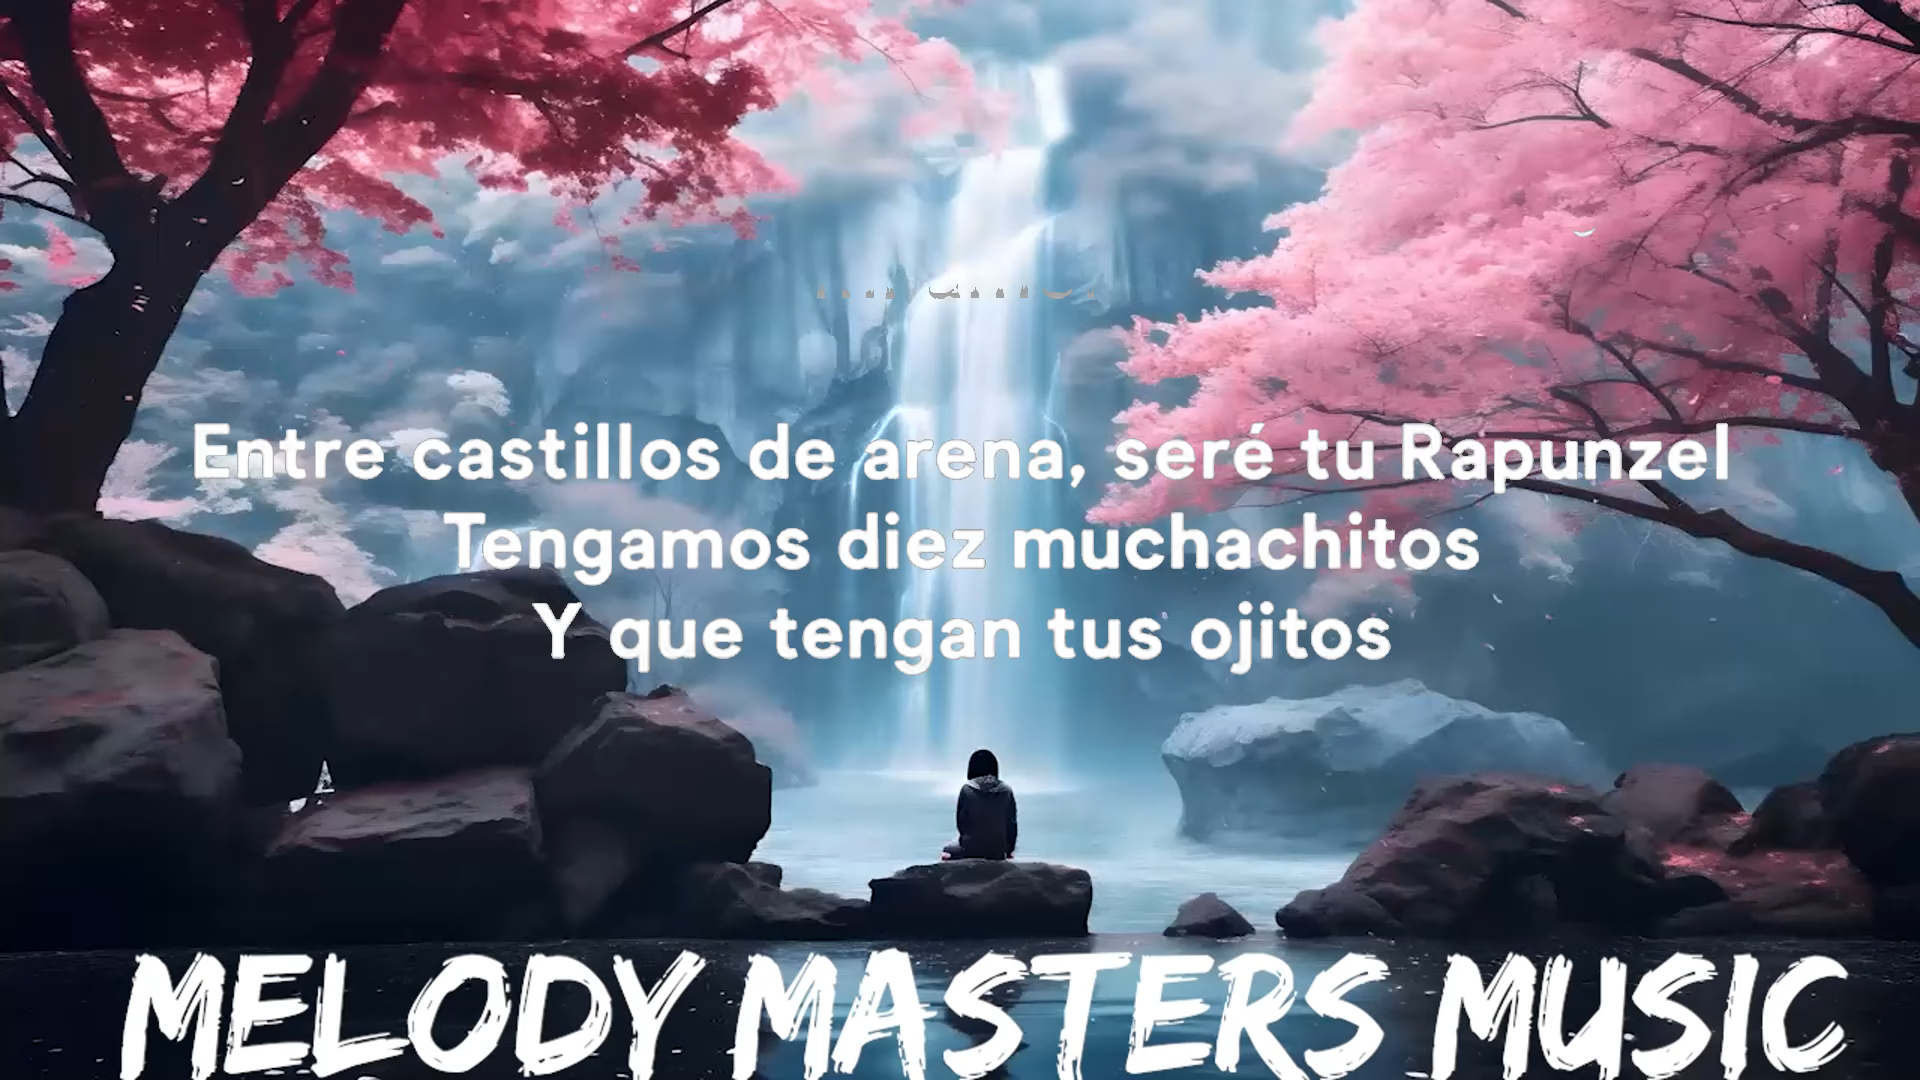 Entre castillos de arena, seré tu Rapunzel
Tengamos diez muchachitos
Y que tengan tus ojitos
MELODY MASTERS MUSIC